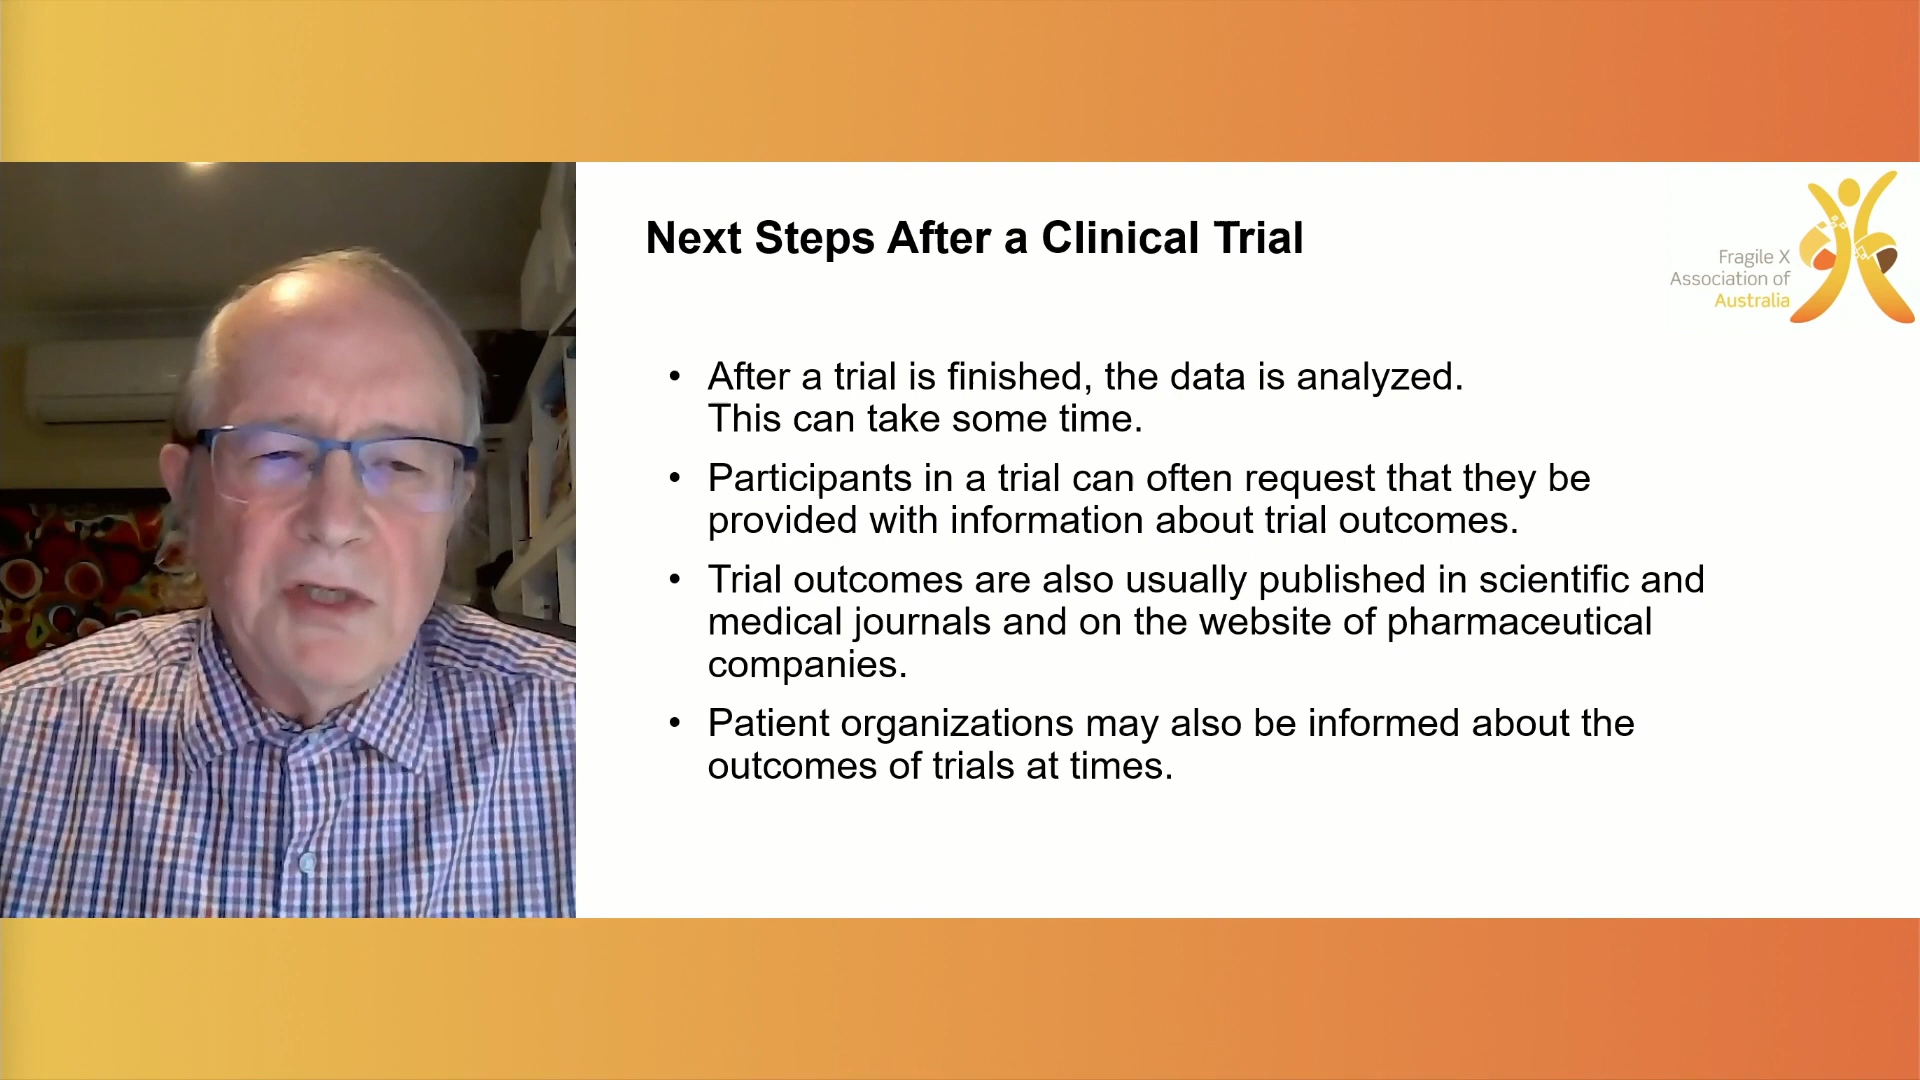 Next Steps After a Clinical Trial
Fragile X
Association of
Australia
• After a trial is finished, the data is analyzed.
This can take some time.
• Participants in a trial can often request that they be
provided with information about trial outcomes.
• Trial outcomes are also usually published in scientific and
medical journals and on the website of pharmaceutical
companies.
• Patient organizations may also be informed about the
outcomes of trials at times.